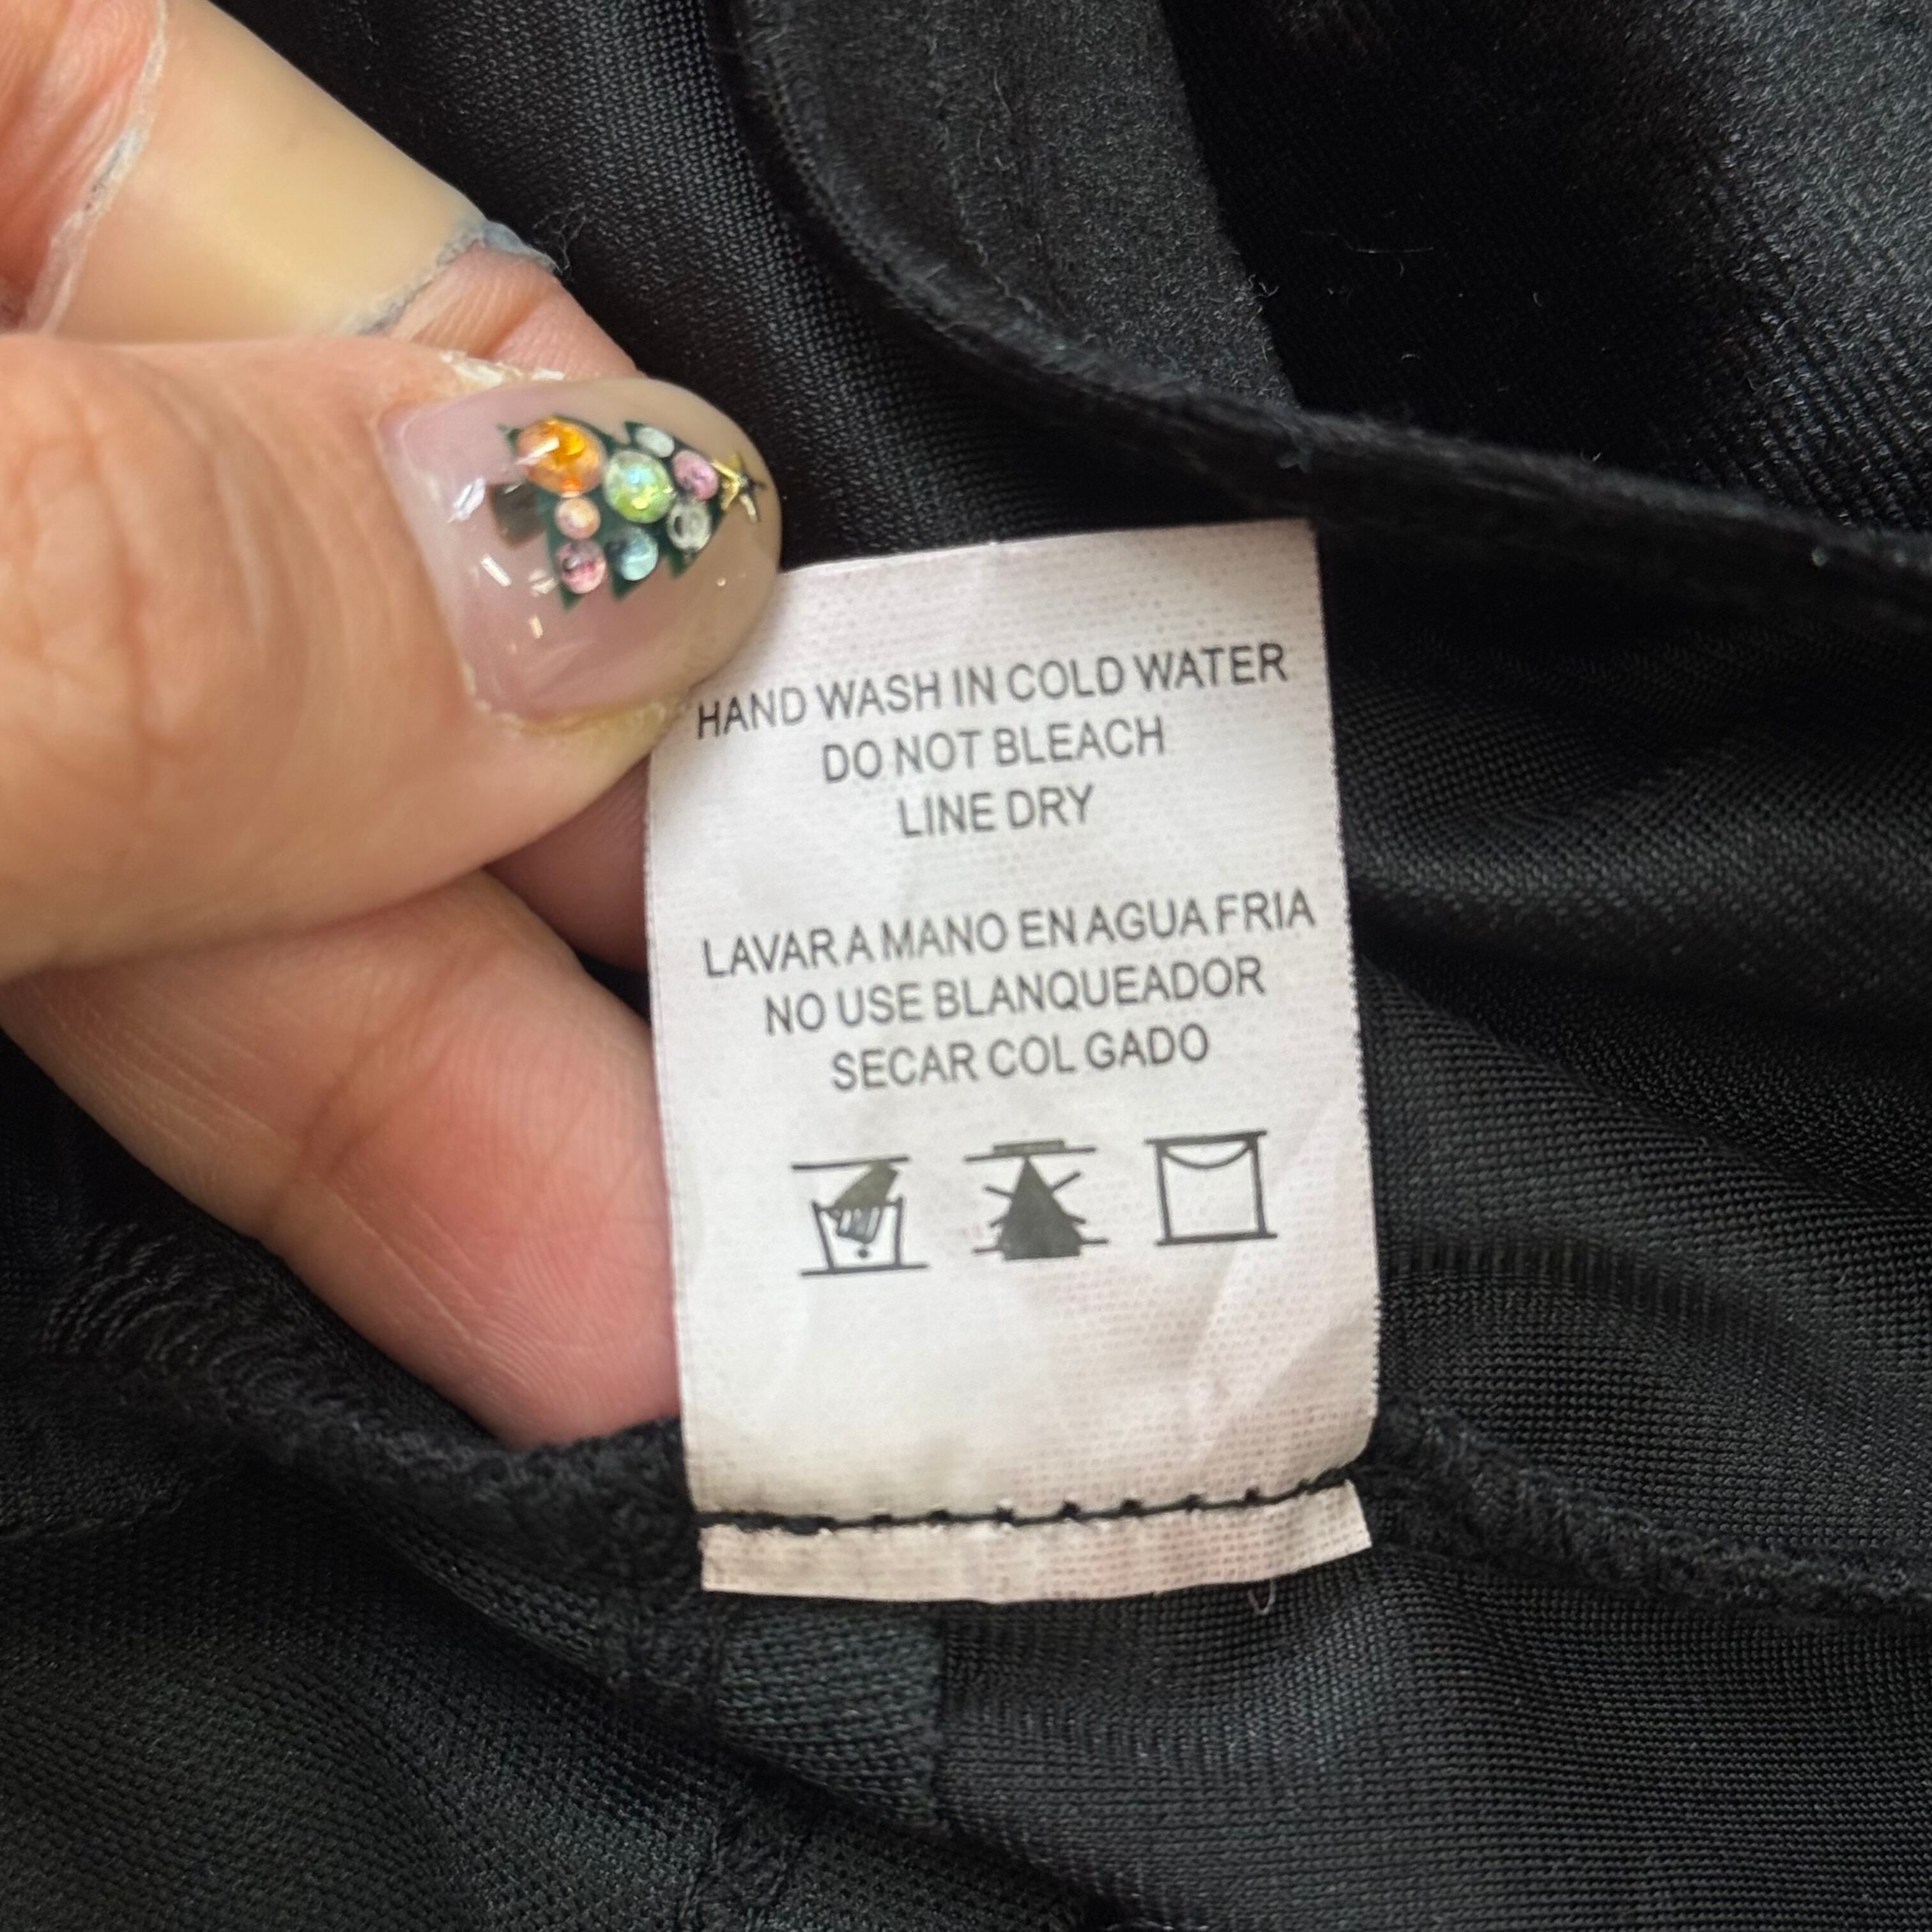 HAND WASH IN COLD WATER
DO NOT BLEACH
LINE DRY
LAVAR A MANO EN AGUA FRIA
NO USE BLANQUEADOR
SECAR COL GADO